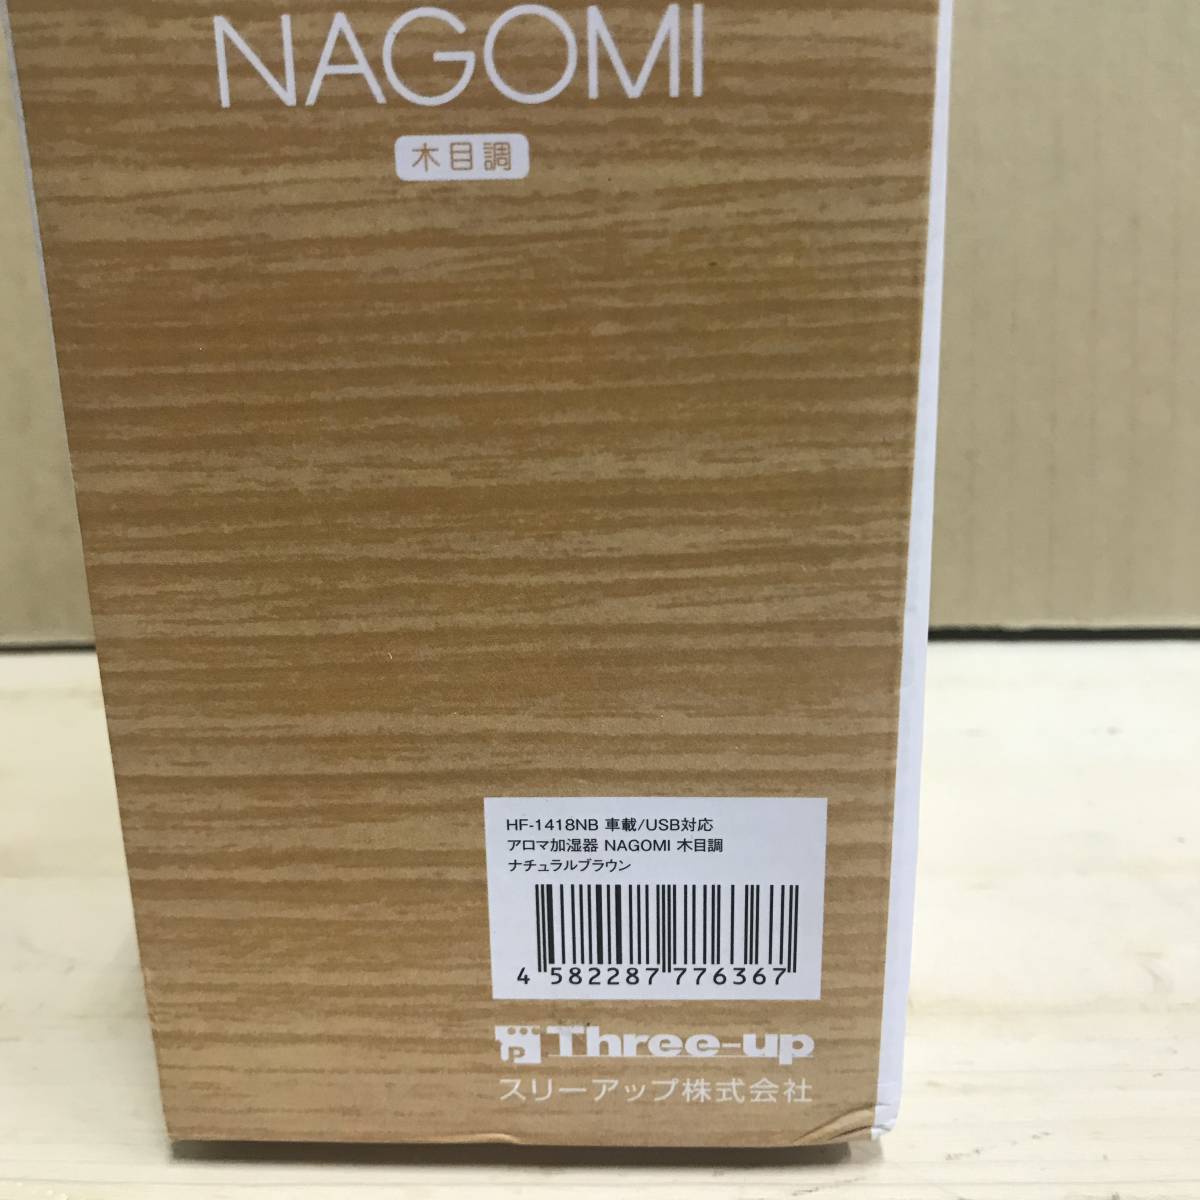 NAGOMI
木目調
HF-1418NB 車載/USB対応
アロマ加湿器 NAGOMI 木目調
ナチュラルブラウン
4 582287 776367
P Three-up
スリーアップ株式会社